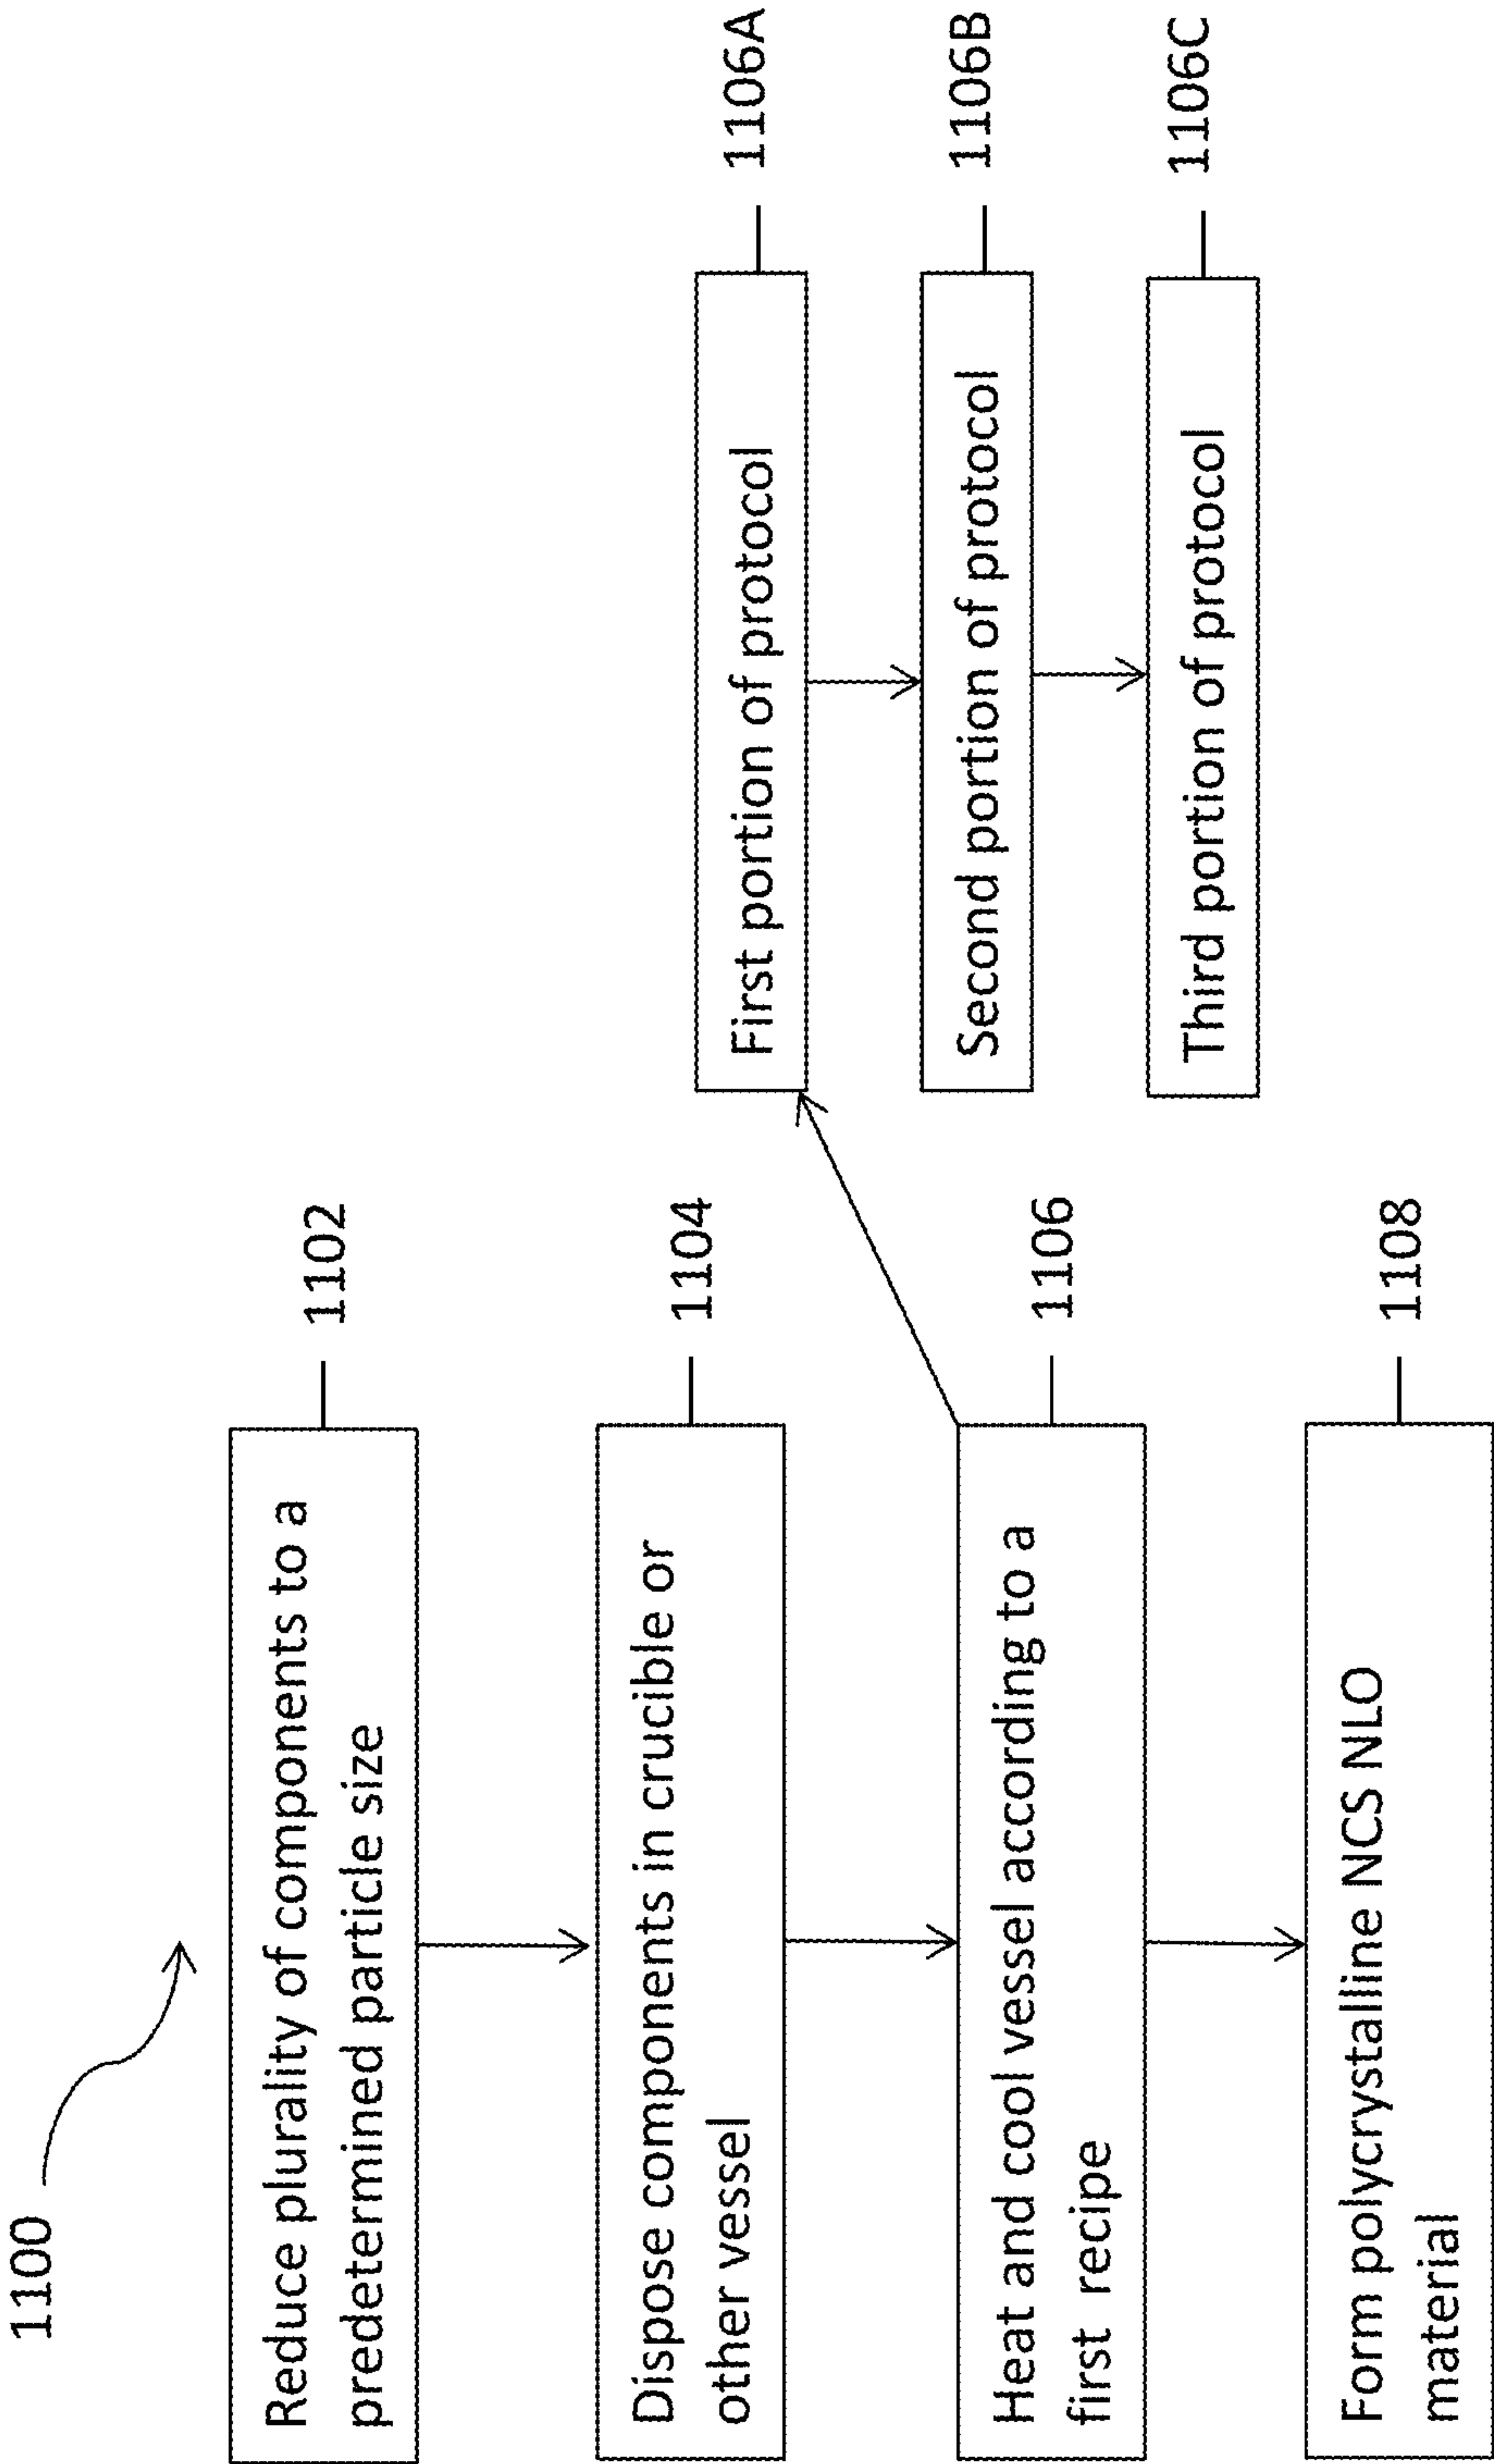 1100
Reduce plurality of components to a
predetermined particle size
1102
Dispose components in crucible or
other vessel
1104
Heat and cool vessel according to a
first recipe
1106
Form polycrystalline NCS NLO
material
1108
First portion of protocol
1106A
Second portion of protocol
1106B
Third portion of protocol
1106C